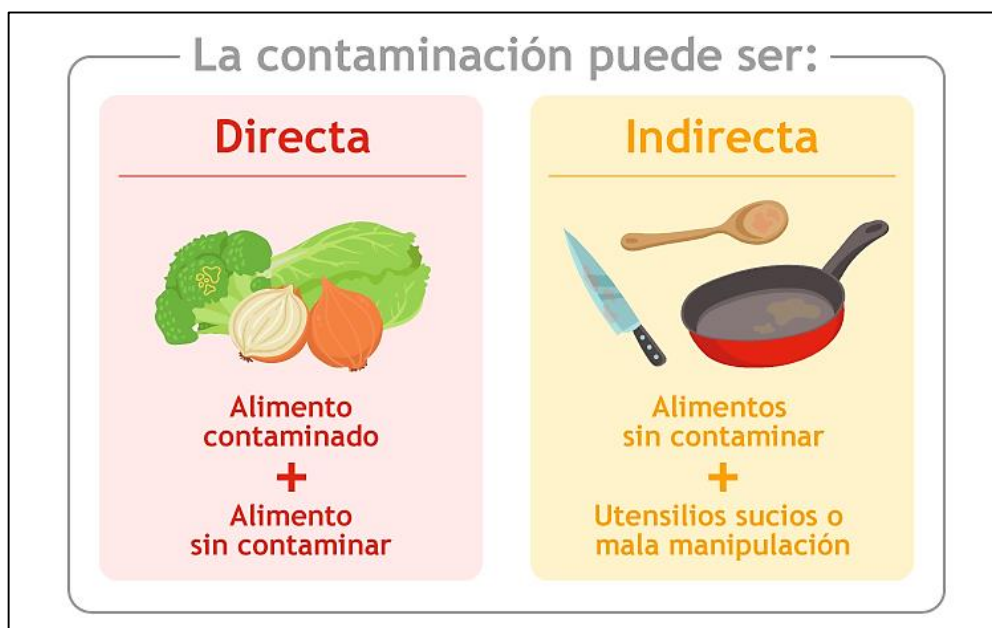 La contaminación puede ser:
Directa
Alimento
contaminado
+
Alimento
sin contaminar
Indirecta
Alimentos
sin contaminar
+
Utensilios sucios o
mala manipulación